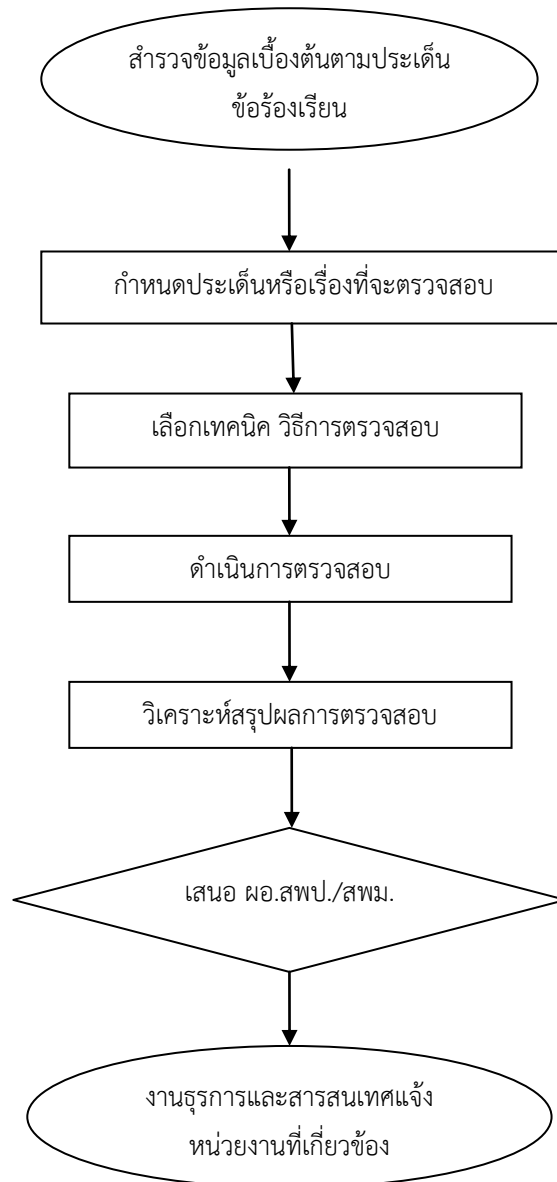 สำรวจข้อมูลเบื้องต้นตามประเด็น
ข้อร้องเรียน
กำหนดประเด็นหรือเรื่องที่จะตรวจสอบ
เลือกเทคนิค วิธีการตรวจสอบ
ดำเนินการตรวจสอบ
วิเคราะห์สรุปผลการตรวจสอบ
เสนอ ผอ.สพป./สพม.
งานธุรการและสารสนเทศแจ้ง
หน่วยงานที่เกี่ยวข้อง